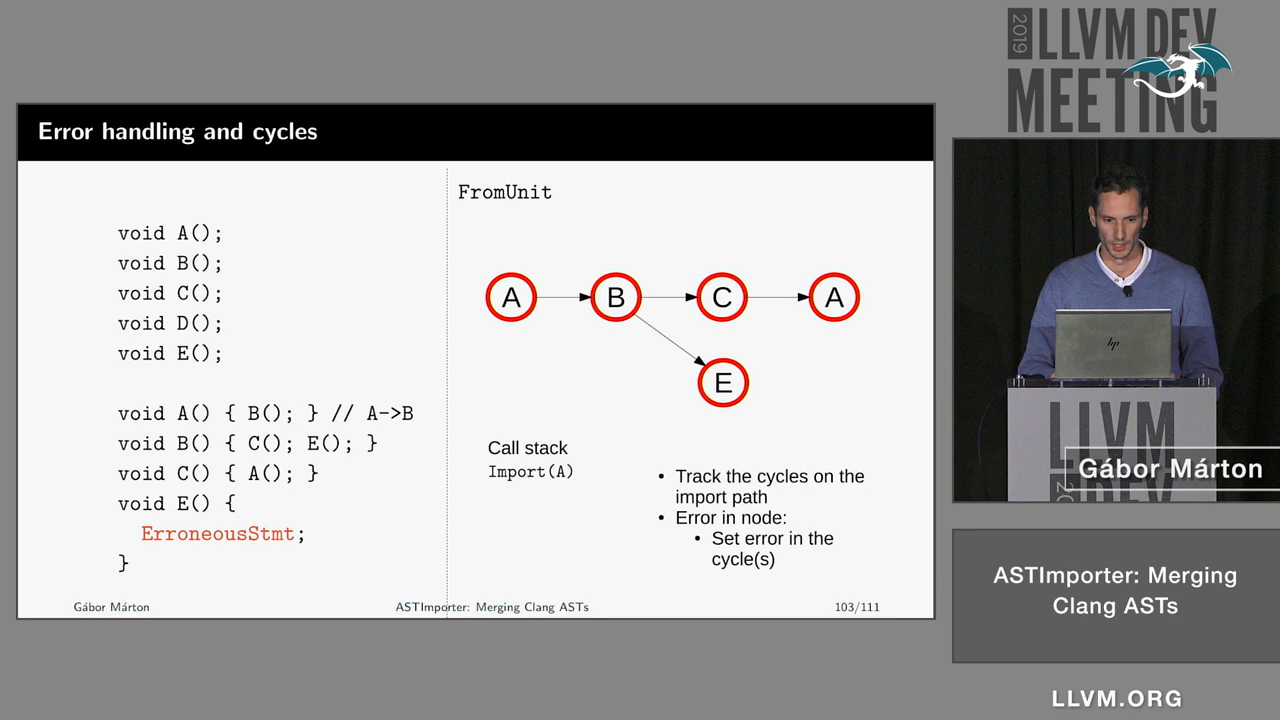 2019 LLVM DEV
MEETING
Error handling and cycles
void A();
void B();
void C();
void D();
void E();
void A() { B(); } // A->B
void B() { C(); E(); }
void C() { A(); }
void E() {
ErroneousStmt;
}
FromUnit
A
B
C
A
E
Call stack
Import(A)
• Track the cycles on the
import path
• Error in node:
• Set error in the
cycle(s)
Gábor Márton
ASTImporter: Merging Clang ASTs
103/111
hp
LLVM
Gábor Márton
ASTImporter: Merging
Clang ASTs
LLVM.ORG